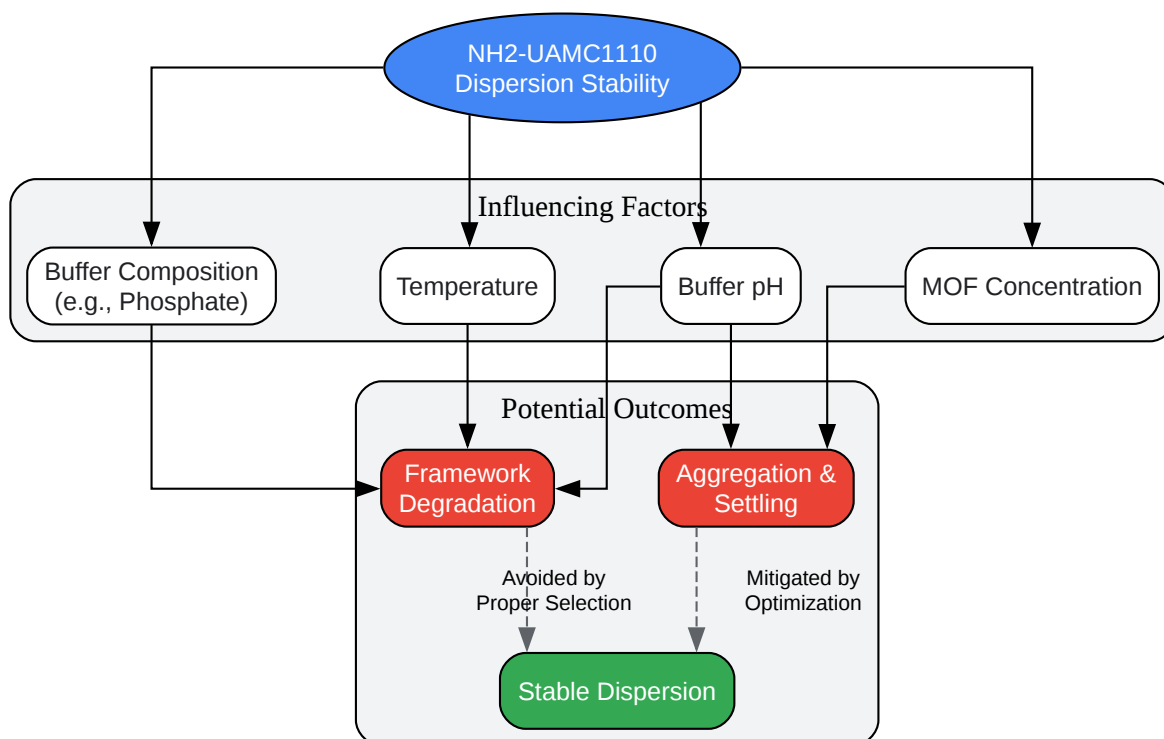 NH2-UAMC1110
Dispersion Stability
Influencing Factors
Buffer Composition
(e.g., Phosphate)
Temperature
Buffer pH
MOF Concentration
Potential Outcomes
Framework
Degradation
Aggregation &
Settling
Avoided by
Proper Selection
Mitigated by
Optimization
Stable Dispersion